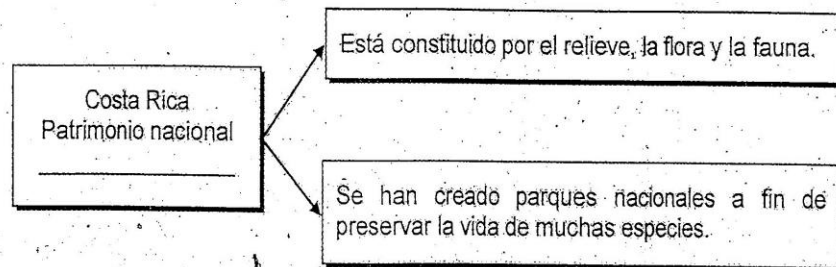 Está constituido por el relieve, la flora y la fauna.
Costa Rica
Patrimonio nacional
Se han creado parques nacionales a fin de
preservar la vida de muchas especies.